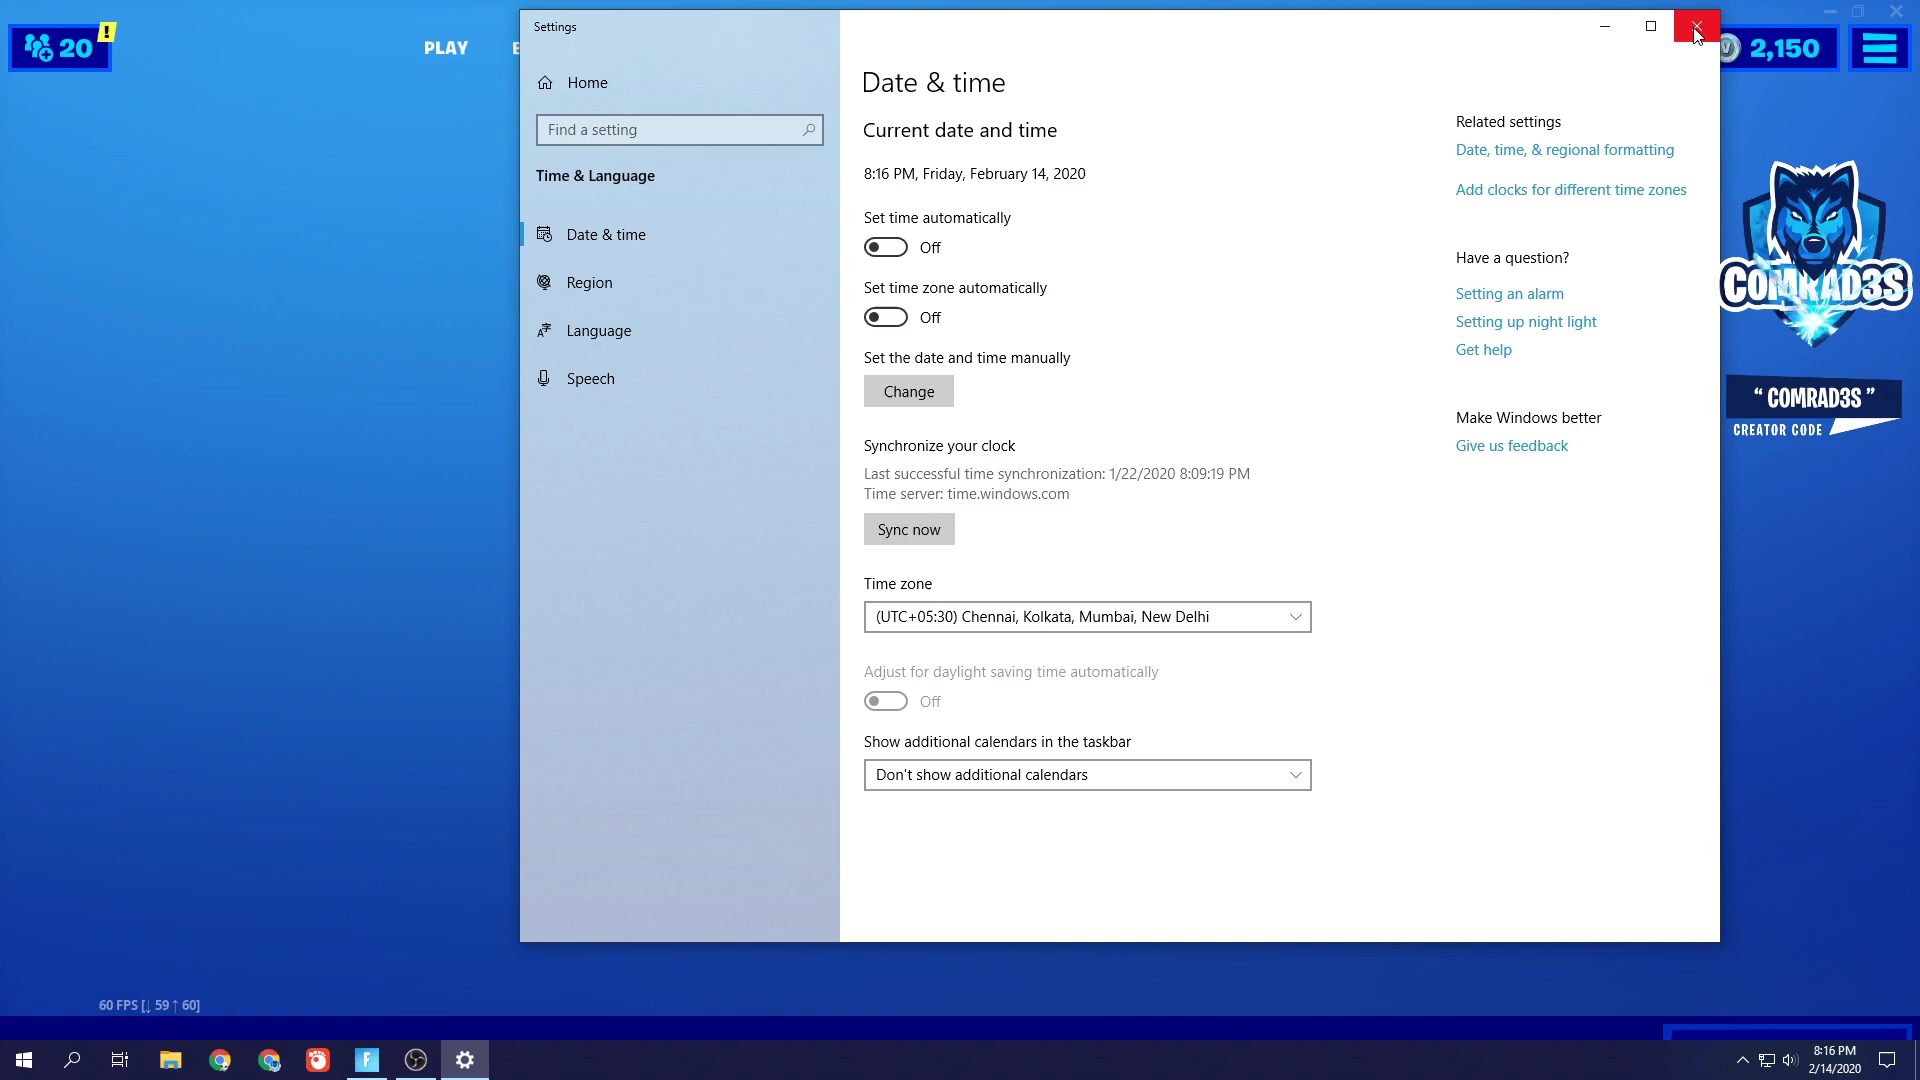 20
!
PLAY
2,150
Settings
Home
Find a setting
Time & Language
Date & time
Region
Language
Speech
Date & time
Current date and time
8:16 PM, Friday, February 14, 2020
Set time automatically
Off
Set time zone automatically
Off
Set the date and time manually
Change
Synchronize your clock
Last successful time synchronization: 1/22/2020 8:09:19 PM
Time server: time.windows.com
Sync now
Time zone
(UTC+05:30) Chennai, Kolkata, Mumbai, New Delhi
Adjust for daylight saving time automatically
Off
Show additional calendars in the taskbar
Don't show additional calendars
Related settings
Date, time, & regional formatting
Add clocks for different time zones
Have a question?
Setting an alarm
Setting up night light
Get help
Make Windows better
Give us feedback
COMRAD3S
“ COMRAD3S ”
CREATOR CODE
60 FPS [↓ 59 ↑ 60]
8:16 PM
2/14/2020